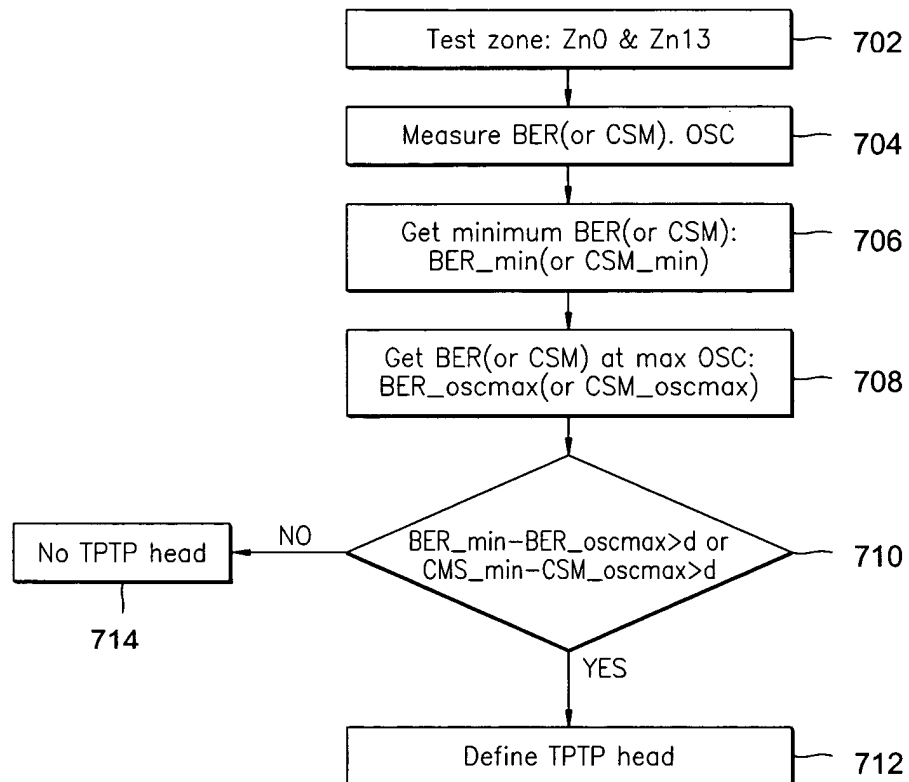 Test zone: Zn0 & Zn13
702
Measure BER(or CSM). OSC
704
Get minimum BER(or CSM):
BER_min(or CSM_min)
706
Get BER(or CSM) at max OSC:
BER_oscmax(or CSM_oscmax)
708
BER_min-BER_oscmax>d or
CMS_min-CSM_oscmax>d
710
NO
No TPTP head
714
YES
Define TPTP head
712